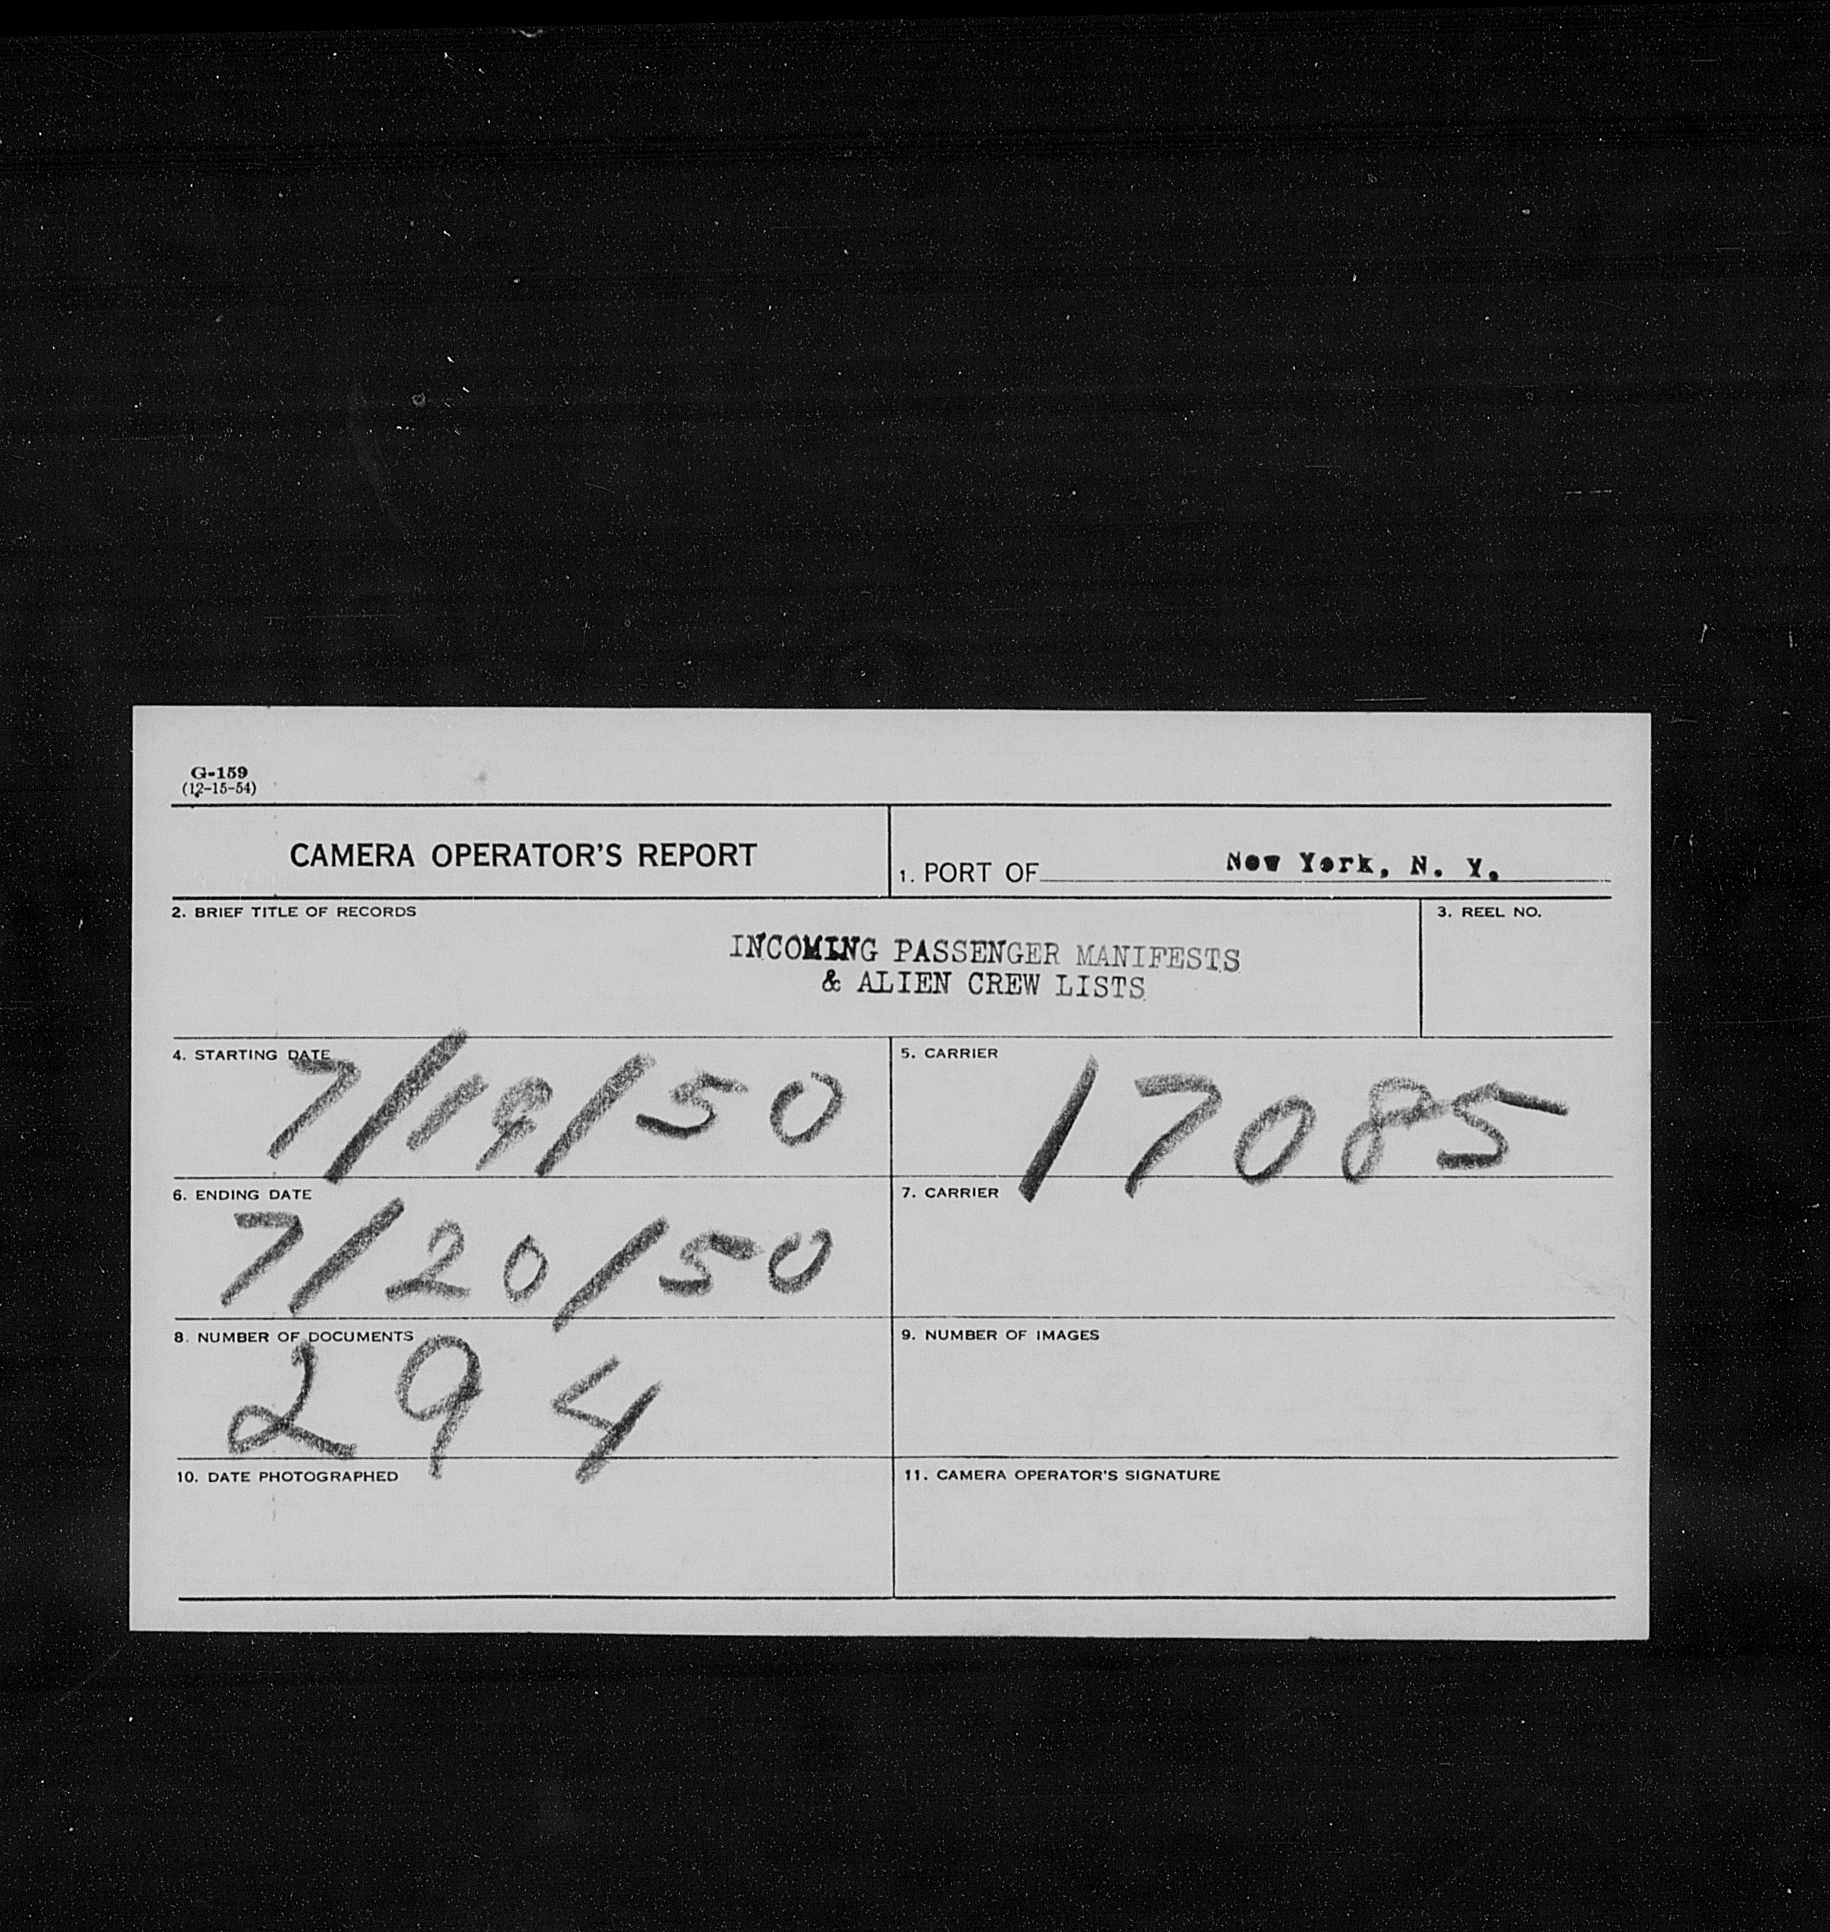 G-159
(12-15-54)
CAMERA OPERATOR'S REPORT
1. PORT OF New York, N. Y.
2. BRIEF TITLE OF RECORDS
INCOMING PASSENGER MANIFESTS
& ALIEN CREW LISTS
3. REEL NO.
4. STARTING DATE
7/19/50
5. CARRIER
17085
6. ENDING DATE
7/20/50
7. CARRIER
8. NUMBER OF DOCUMENTS
294
9. NUMBER OF IMAGES
10. DATE PHOTOGRAPHED
11. CAMERA OPERATOR'S SIGNATURE